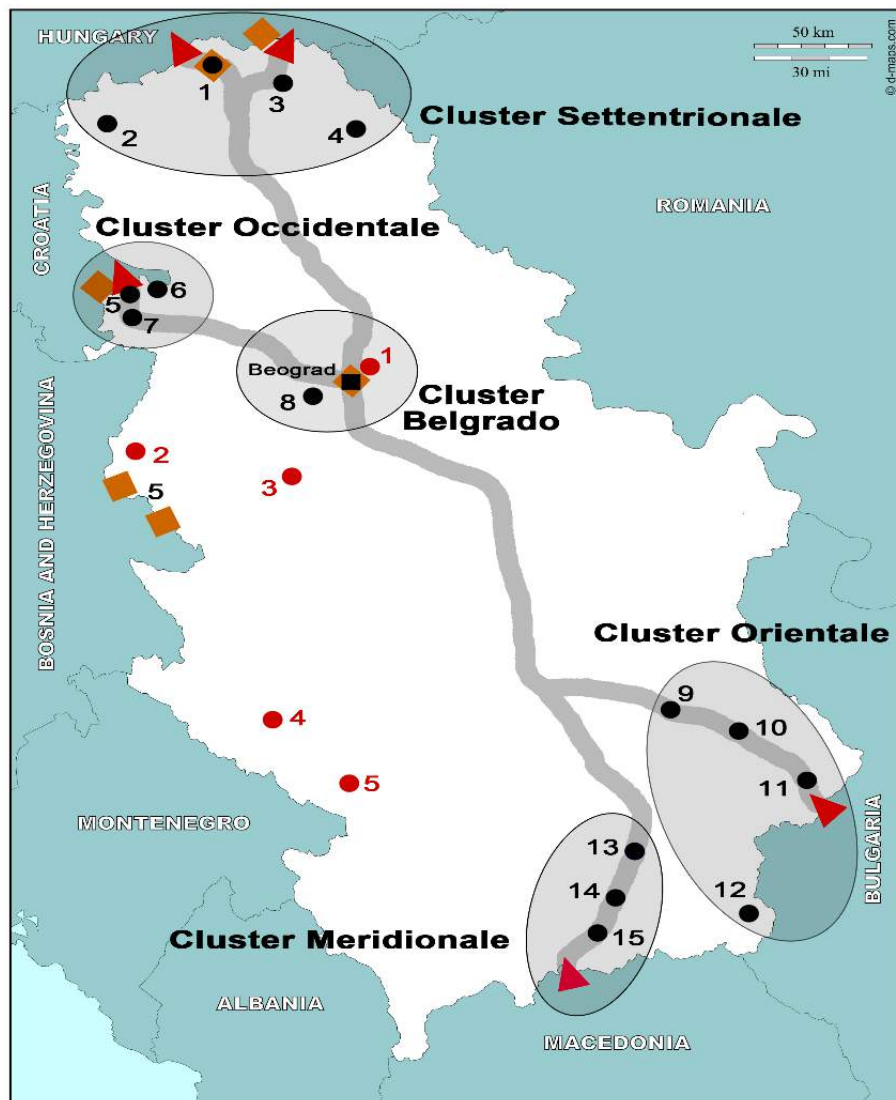 HUNGARY
50 km
30 mi
© d-maps.com
1
3
2
4
Cluster Settentrionale
CROATIA
ROMANIA
Cluster Occidentale
5
6
7
Beograd
1
8
Cluster
Belgrado
BOSNIA AND HERZEGOVINA
2
3
5
Cluster Orientale
9
10
4
11
5
MONTENEGRO
BULGARIA
13
14
12
15
Cluster Meridionale
ALBANIA
MACEDONIA